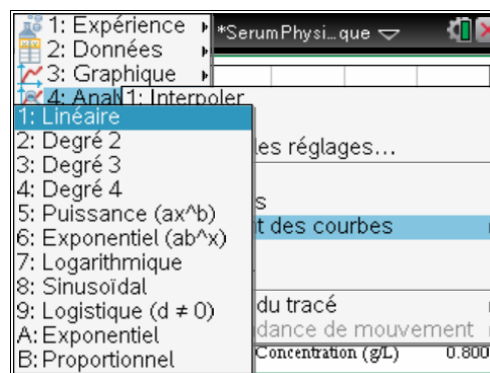 1: Expérience
*SerumPhysi…que
2: Données
3: Graphique
4: Anal
1: Interpoler
1: Linéaire
2: Degré 2
les réglages...
3: Degré 3
4: Degré 4
s
5: Puissance (ax^b)
t des courbes
6: Exponentiel (ab^x)
7: Logarithmique
8: Sinusoïdal
9: Logistique (d ≠ 0)
du tracé
A: Exponentiel
dance de mouvement
B: Proportionnel
Concentration (g/L) 0.800